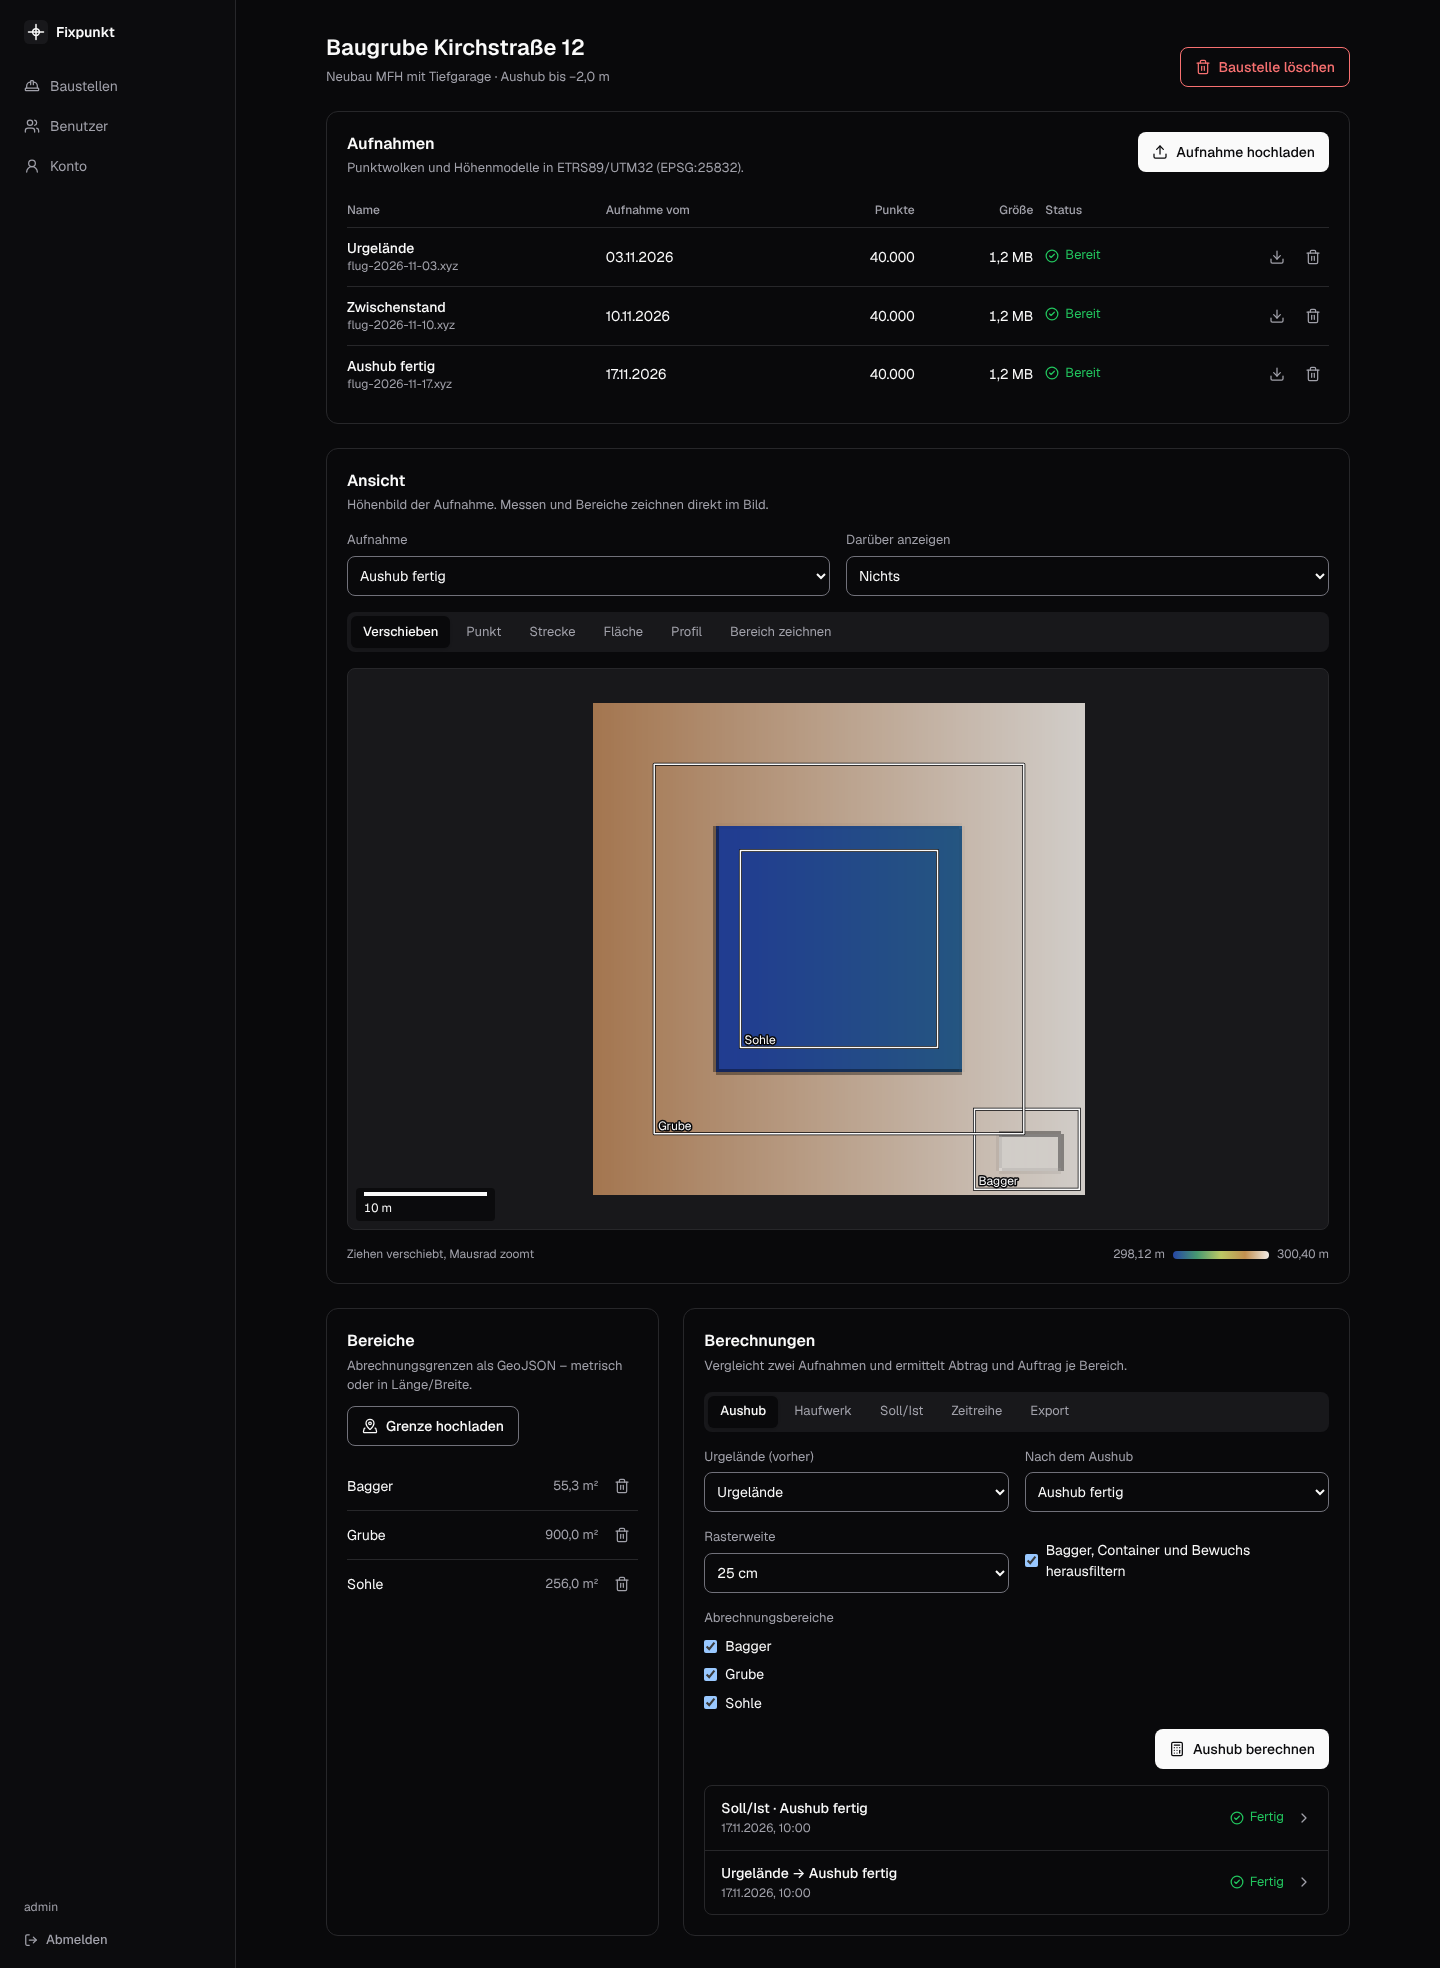 Fixpunkt
Baustellen
Benutzer
Konto
Baugrube Kirchstraße 12
Neubau MFH mit Tiefgarage · Aushub bis −2,0 m
Baustelle löschen
Aufnahmen
Punktwolken und Höhenmodelle in ETRS89/UTM32 (EPSG:25832).
Aufnahme hochladen
Name Aufnahme vom Punkte Größe Status
Urgelände
flug-2026-11-03.xyz
03.11.2026 40.000 1,2 MB Bereit
Zwischenstand
flug-2026-11-10.xyz
10.11.2026 40.000 1,2 MB Bereit
Aushub fertig
flug-2026-11-17.xyz
17.11.2026 40.000 1,2 MB Bereit
Ansicht
Höhenbild der Aufnahme. Messen und Bereiche zeichnen direkt im Bild.
Aufnahme Darüber anzeigen
Aushub fertig Nichts
Verschieben Punkt Strecke Fläche Profil Bereich zeichnen
Sohle
Grube
Bagger
10 m
Ziehen verschiebt, Mausrad zoomt 298,12 m 300,40 m
Bereiche
Abrechnungsgrenzen als GeoJSON – metrisch
oder in Länge/Breite.
Grenze hochladen
Bagger 55,3 m²
Grube 900,0 m²
Sohle 256,0 m²
Berechnungen
Vergleicht zwei Aufnahmen und ermittelt Abtrag und Auftrag je Bereich.
Aushub Haufwerk Soll/Ist Zeitreihe Export
Urgelände (vorher) Nach dem Aushub
Urgelände Aushub fertig
Rasterweite
25 cm
Bagger, Container und Bewuchs
herausfiltern
Abrechnungsbereiche
Bagger
Grube
Sohle
Aushub berechnen
Soll/Ist · Aushub fertig
17.11.2026, 10:00
Fertig
Urgelände → Aushub fertig
17.11.2026, 10:00
Fertig
admin
Abmelden